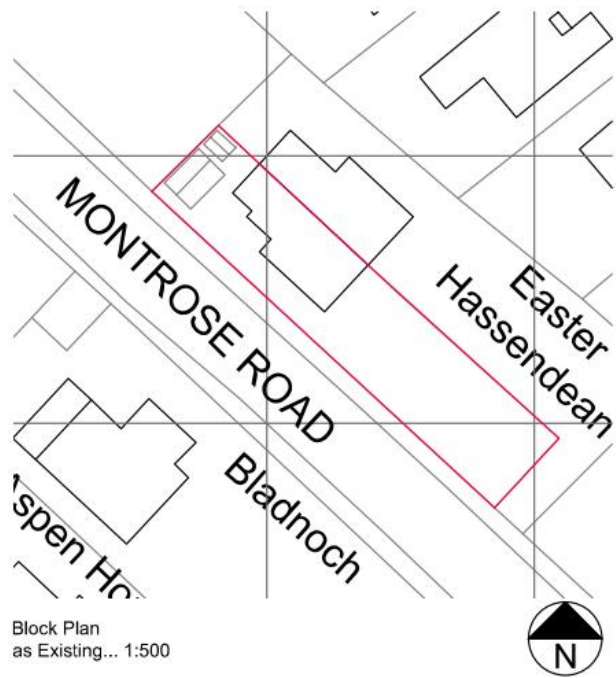 MONTROSE ROAD
Easter
Hassendean
Bladnoch
Block Plan
as Existing... 1:500
N